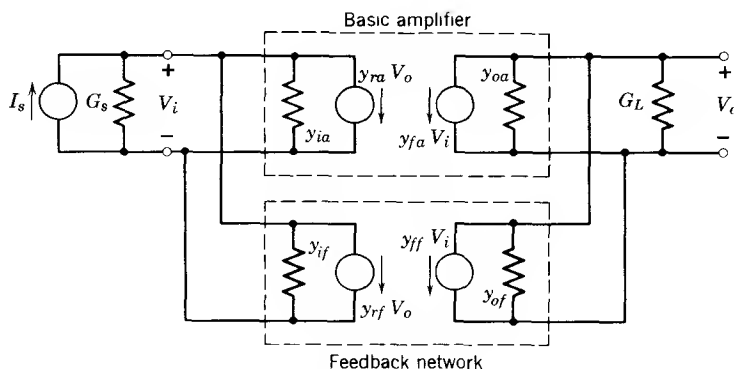 Basic amplifier
I_s
G_s
+
V_i
−
y_ia
y_ra V_o
y_fa V_i
y_oa
G_L
+
V_o
−
y_if
y_rf V_o
y_ff V_i
y_of
Feedback network